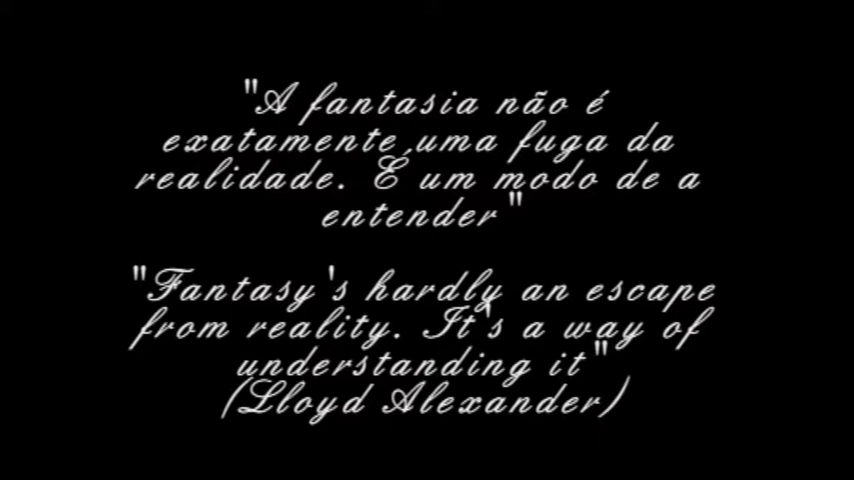 "A fantasia não é
exatamente uma fuga da
realidade. É um modo de a
entender"
"Fantasy's hardly an escape
from reality. It's a way of
understanding it"
(Lloyd Alexander)